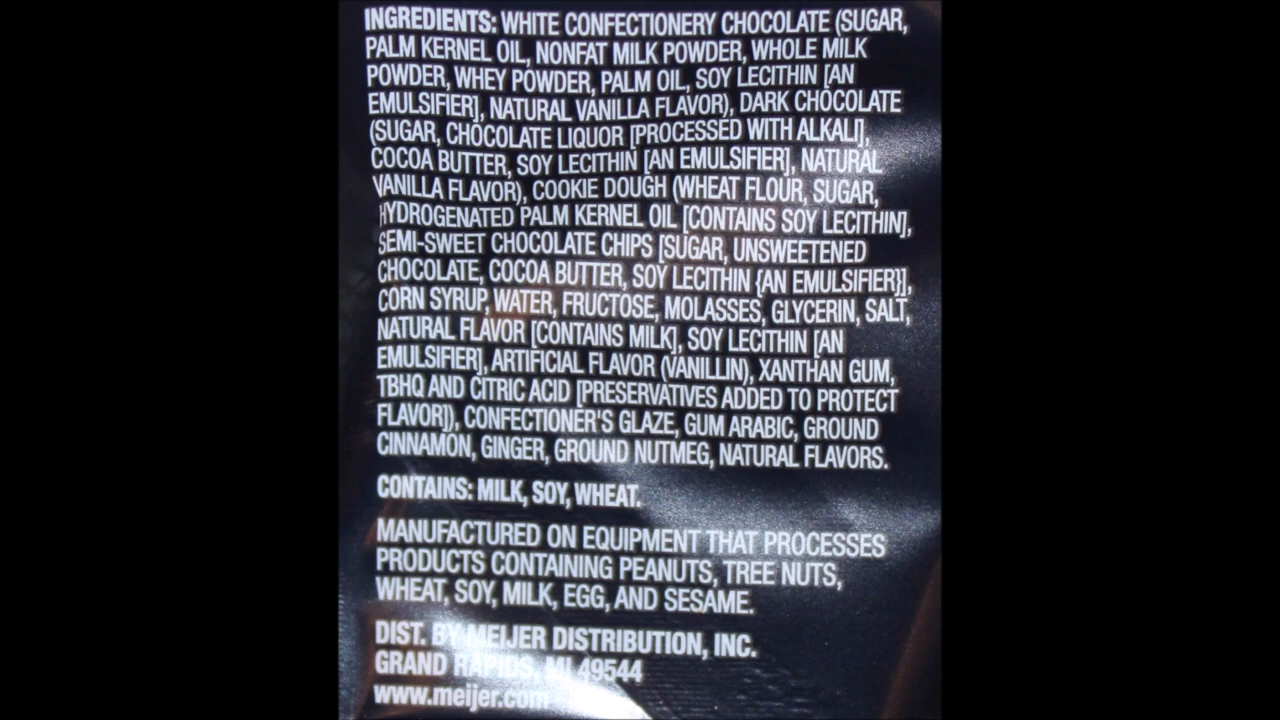 INGREDIENTS: WHITE CONFECTIONERY CHOCOLATE (SUGAR,
PALM KERNEL OIL, NONFAT MILK POWDER, WHOLE MILK
POWDER, WHEY POWDER, PALM OIL, SOY LECITHIN [AN
EMULSIFIER], NATURAL VANILLA FLAVOR), DARK CHOCOLATE
(SUGAR, CHOCOLATE LIQUOR [PROCESSED WITH ALKALI],
COCOA BUTTER, SOY LECITHIN [AN EMULSIFIER], NATURAL
VANILLA FLAVOR), COOKIE DOUGH (WHEAT FLOUR, SUGAR,
HYDROGENATED PALM KERNEL OIL [CONTAINS SOY LECITHIN],
SEMI-SWEET CHOCOLATE CHIPS [SUGAR, UNSWEETENED
CHOCOLATE, COCOA BUTTER, SOY LECITHIN {AN EMULSIFIER}],
CORN SYRUP, WATER, FRUCTOSE, MOLASSES, GLYCERIN, SALT,
NATURAL FLAVOR [CONTAINS MILK], SOY LECITHIN [AN
EMULSIFIER], ARTIFICIAL FLAVOR (VANILLIN), XANTHAN GUM,
TBHQ AND CITRIC ACID [PRESERVATIVES ADDED TO PROTECT
FLAVOR]), CONFECTIONER'S GLAZE, GUM ARABIC, GROUND
CINNAMON, GINGER, GROUND NUTMEG, NATURAL FLAVORS.
CONTAINS: MILK, SOY, WHEAT.
MANUFACTURED ON EQUIPMENT THAT PROCESSES
PRODUCTS CONTAINING PEANUTS, TREE NUTS,
WHEAT, SOY, MILK, EGG, AND SESAME.
DIST. BY MEIJER DISTRIBUTION, INC.
GRAND RAPIDS, MI 49544
www.meijer.com